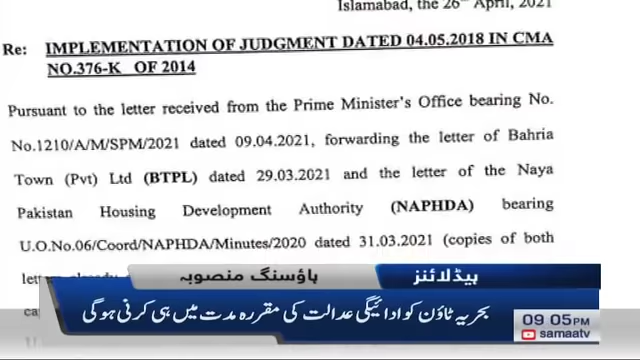 Islamabad, the 26th April, 2021
Re: IMPLEMENTATION OF JUDGMENT DATED 04.05.2018 IN CMA
NO.376-K OF 2014
Pursuant to the letter received from the Prime Minister's Office bearing No.
No.1210/A/M/SPM/2021 dated 09.04.2021, forwarding the letter of Bahria
Town (Pvt) Ltd (BTPL) dated 29.03.2021 and the letter of the Naya
Pakistan Housing Development Authority (NAPHDA) bearing
U.O.No.06/Coord/NAPHDA/Minutes/2020 dated 31.03.2021 (copies of both
ہیڈلائنز
ہاؤسنگ منصوبہ
بحریہ ٹاؤن کو ادائیگی عدالت کی مقررہ مدت میں ہی کرنی ہوگی
09:05PM
samaatv